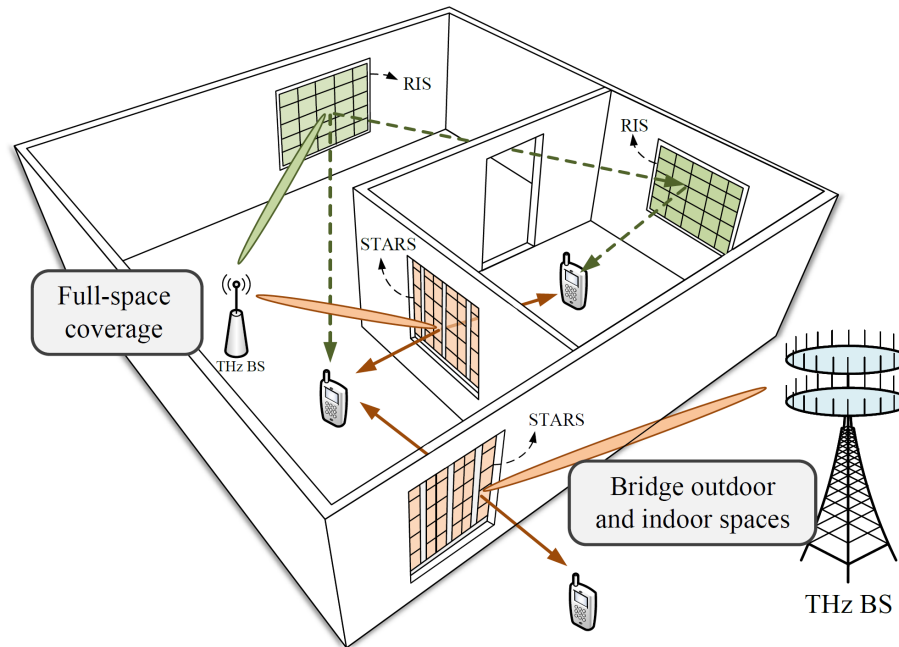 RIS
RIS
STARS
Full-space
coverage
THz BS
STARS
Bridge outdoor
and indoor spaces
THz BS